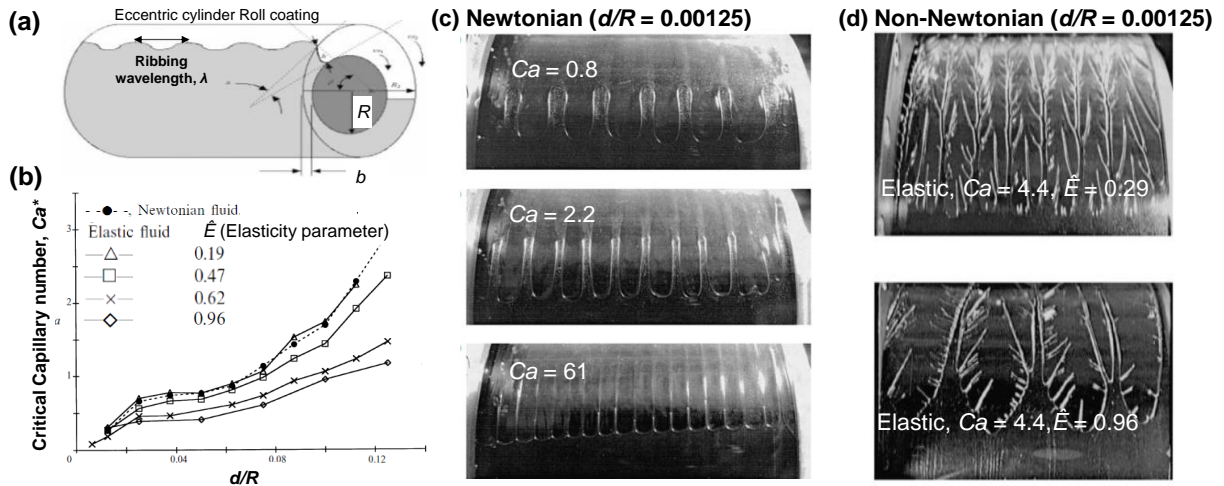 (a)
Eccentric cylinder Roll coating
Ribbing
wavelength, λ
R
b
(b)
Critical Capillary number, Ca*
Newtonian fluid
Elastic fluid Ê (Elasticity parameter)
0.19
0.47
0.62
0.96
a
3
2
1
0 0.04 0.08 0.12
d/R
(c) Newtonian (d/R = 0.00125)
Ca = 0.8
Ca = 2.2
Ca = 61
(d) Non-Newtonian (d/R = 0.00125)
Elastic, Ca = 4.4, Ê = 0.29
Elastic, Ca = 4.4, Ê = 0.96